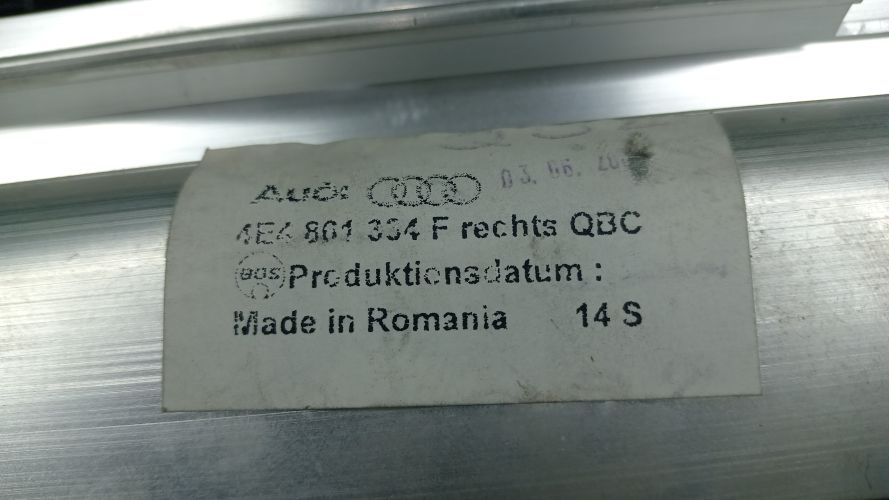 Audi 03. 06.
4E4 861 334 F rechts QBC
BOS Produktionsdatum :
Made in Romania 14 S